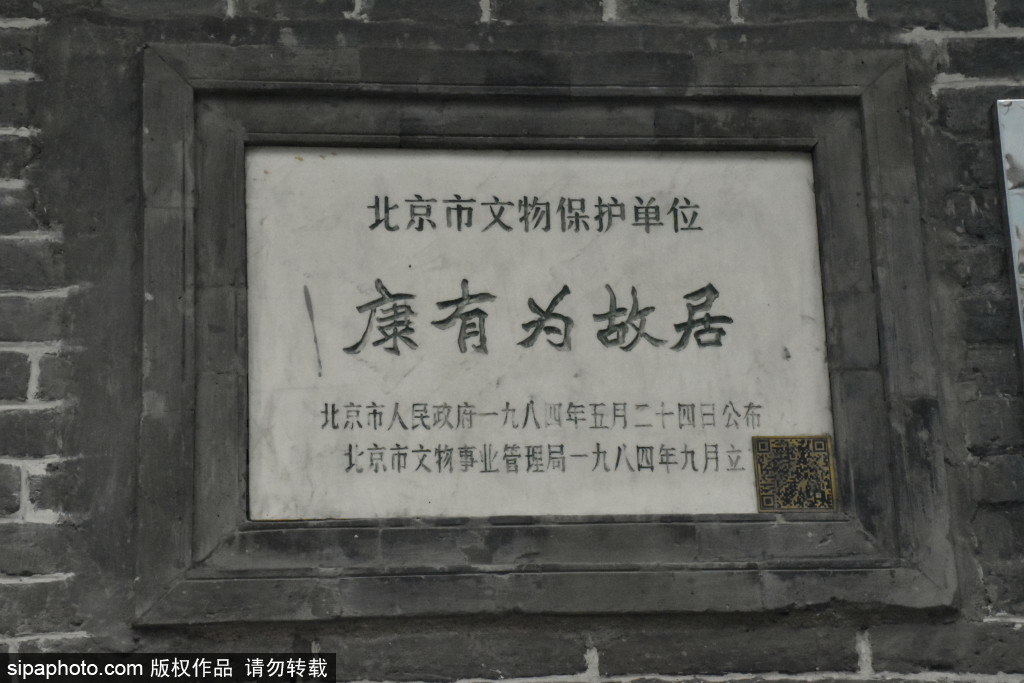 北京市文物保护单位
康有为故居
北京市人民政府一九八四年五月二十四日公布
北京市文物事业管理局一九八四年九月立
sipaphoto.com 版权作品 请勿转载